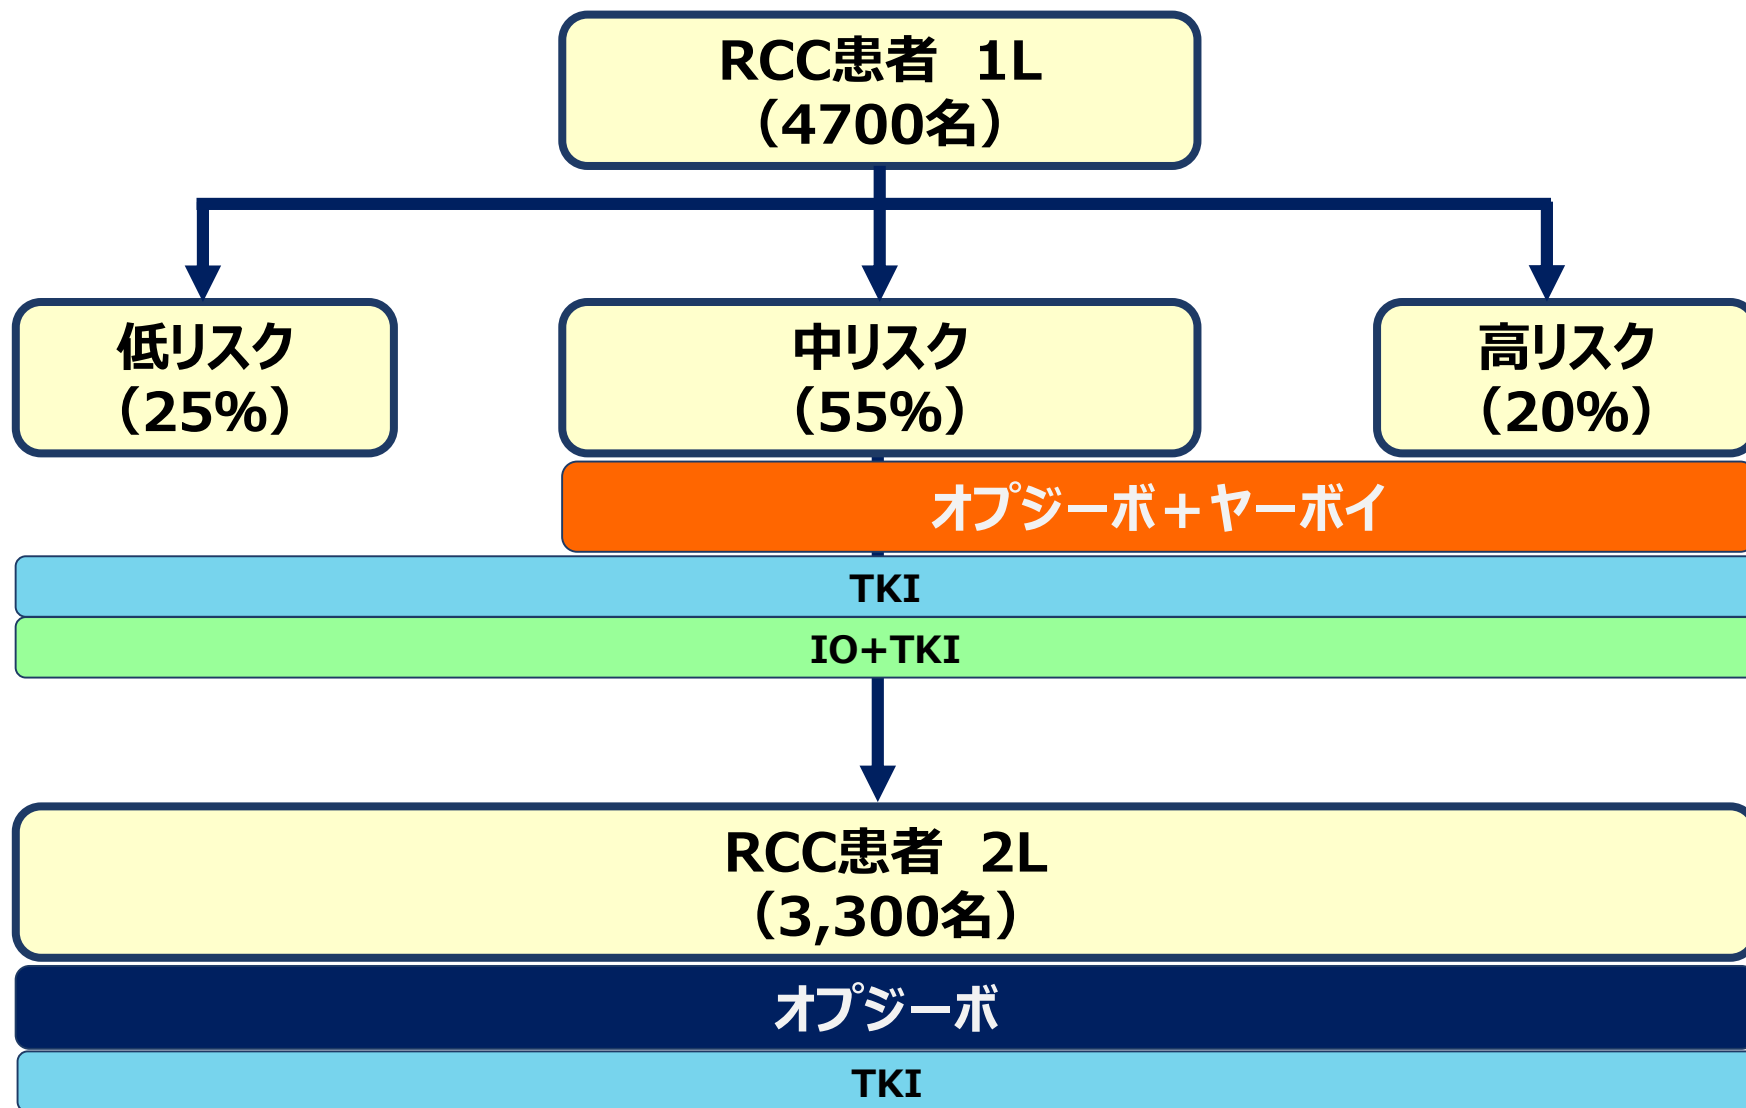 RCC患者　1L
（4700名）
低リスク
（25%）
中リスク
（55%）
高リスク
（20%）
オプジーボ＋ヤーボイ
TKI
IO+TKI
RCC患者　2L
（3,300名）
オプジーボ
TKI